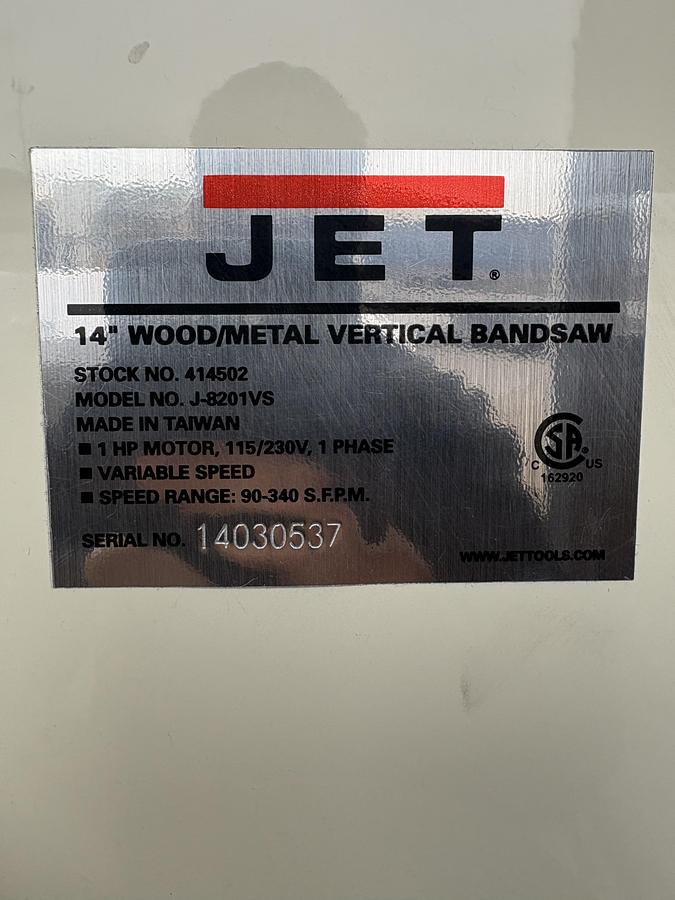 JET®
14" WOOD/METAL VERTICAL BANDSAW
STOCK NO. 414502
MODEL NO. J-8201VS
MADE IN TAIWAN
■ 1 HP MOTOR, 115/230V, 1 PHASE
■ VARIABLE SPEED
■ SPEED RANGE: 90-340 S.F.P.M.
C SA® US
162920
SERIAL NO. 14030537
WWW.JETTOOLS.COM